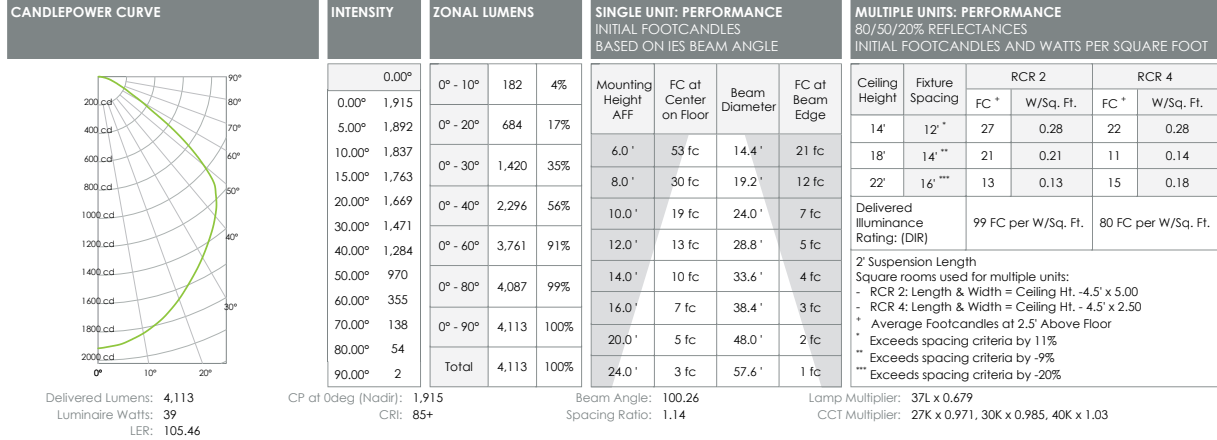 CANDLEPOWER CURVE
90°
80°
70°
60°
50°
40°
30°
200 cd
400 cd
600 cd
800 cd
1000 cd
1200 cd
1400 cd
1600 cd
1800 cd
2000 cd
0° 10° 20°
INTENSITY
0.00°
0.00° 1,915
5.00° 1,892
10.00° 1,837
15.00° 1,763
20.00° 1,669
30.00° 1,471
40.00° 1,284
50.00° 970
60.00° 355
70.00° 138
80.00° 54
90.00° 2
ZONAL LUMENS
0° - 10° 182 4%
0° - 20° 684 17%
0° - 30° 1,420 35%
0° - 40° 2,296 56%
0° - 60° 3,761 91%
0° - 80° 4,087 99%
0° - 90° 4,113 100%
Total 4,113 100%
SINGLE UNIT: PERFORMANCE
INITIAL FOOTCANDLES
BASED ON IES BEAM ANGLE
Mounting Height AFF FC at Center on Floor Beam Diameter FC at Beam Edge
6.0 ' 53 fc 14.4 ' 21 fc
8.0 ' 30 fc 19.2 ' 12 fc
10.0 ' 19 fc 24.0 ' 7 fc
12.0 ' 13 fc 28.8 ' 5 fc
14.0 ' 10 fc 33.6 ' 4 fc
16.0 ' 7 fc 38.4 ' 3 fc
20.0 ' 5 fc 48.0 ' 2 fc
24.0 ' 3 fc 57.6 ' 1 fc
MULTIPLE UNITS: PERFORMANCE
80/50/20% REFLECTANCES
INITIAL FOOTCANDLES AND WATTS PER SQUARE FOOT
Ceiling Height Fixture Spacing RCR 2 RCR 4
FC + W/Sq. Ft. FC + W/Sq. Ft.
14' 12' * 27 0.28 22 0.28
18' 14' ** 21 0.21 11 0.14
22' 16' *** 13 0.13 15 0.18
Delivered Illuminance Rating: (DIR) 99 FC per W/Sq. Ft. 80 FC per W/Sq. Ft.
2' Suspension Length
Square rooms used for multiple units:
- RCR 2: Length & Width = Ceiling Ht. -4.5' x 5.00
- RCR 4: Length & Width = Ceiling Ht. - 4.5' x 2.50
+ Average Footcandles at 2.5' Above Floor
* Exceeds spacing criteria by 11%
** Exceeds spacing criteria by -9%
*** Exceeds spacing criteria by -20%
Delivered Lumens: 4,113 CP at 0deg (Nadir): 1,915 Beam Angle: 100.26 Lamp Multiplier: 37L x 0.679
Luminaire Watts: 39 CRI: 85+ Spacing Ratio: 1.14 CCT Multiplier: 27K x 0.971, 30K x 0.985, 40K x 1.03
LER: 105.46